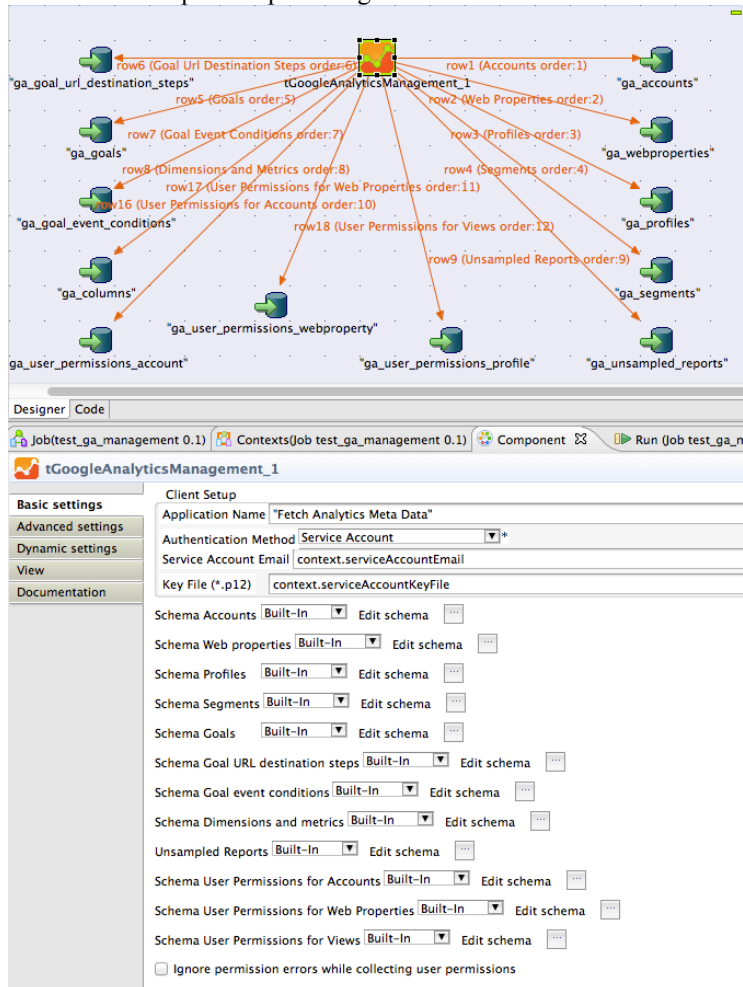 row6 (Goal Url Destination Steps order:6)
row1 (Accounts order:1)
"ga_goal_url_destination_steps"
tGoogleAnalyticsManagement_1
"ga_accounts"
row5 (Goals order:5)
row2 (Web Properties order:2)
row7 (Goal Event Conditions order:7)
row3 (Profiles order:3)
"ga_goals"
"ga_webproperties"
row8 (Dimensions and Metrics order:8)
row4 (Segments order:4)
row17 (User Permissions for Web Properties order:11)
row16 (User Permissions for Accounts order:10)
"ga_goal_event_conditions"
row18 (User Permissions for Views order:12)
"ga_profiles"
row9 (Unsampled Reports order:9)
"ga_columns"
"ga_segments"
"ga_user_permissions_webproperty"
ga_user_permissions_account"
"ga_user_permissions_profile"
"ga_unsampled_reports"
Designer Code
Job(test_ga_management 0.1) Contexts(Job test_ga_management 0.1) Component Run (Job test_ga_m
tGoogleAnalyticsManagement_1
Basic settings
Advanced settings
Dynamic settings
View
Documentation
Client Setup
Application Name "Fetch Analytics Meta Data"
Authentication Method Service Account *
Service Account Email context.serviceAccountEmail
Key File (*.p12) context.serviceAccountKeyFile
Schema Accounts Built-In Edit schema ...
Schema Web properties Built-In Edit schema ...
Schema Profiles Built-In Edit schema ...
Schema Segments Built-In Edit schema ...
Schema Goals Built-In Edit schema ...
Schema Goal URL destination steps Built-In Edit schema ...
Schema Goal event conditions Built-In Edit schema ...
Schema Dimensions and metrics Built-In Edit schema ...
Unsampled Reports Built-In Edit schema ...
Schema User Permissions for Accounts Built-In Edit schema ...
Schema User Permissions for Web Properties Built-In Edit schema ...
Schema User Permissions for Views Built-In Edit schema ...
Ignore permission errors while collecting user permissions